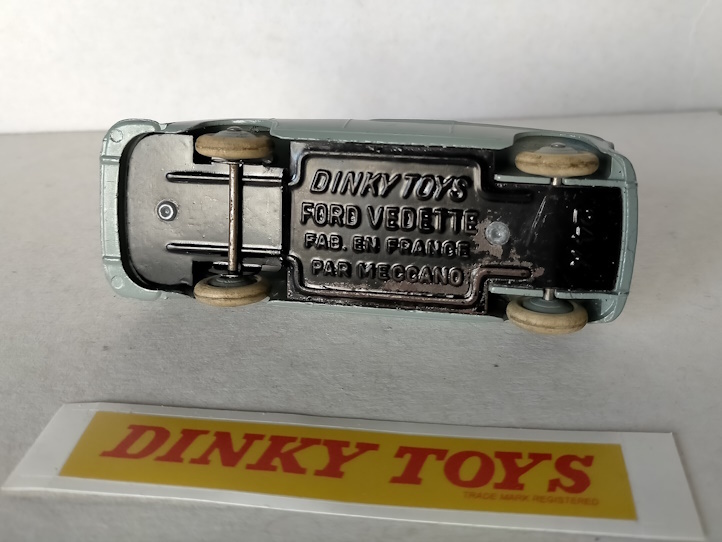 DINKY TOYS
FORD VEDETTE
FAB. EN FRANCE
PAR MECCANO
DINKY TOYS
TRADE MARK REGISTERED